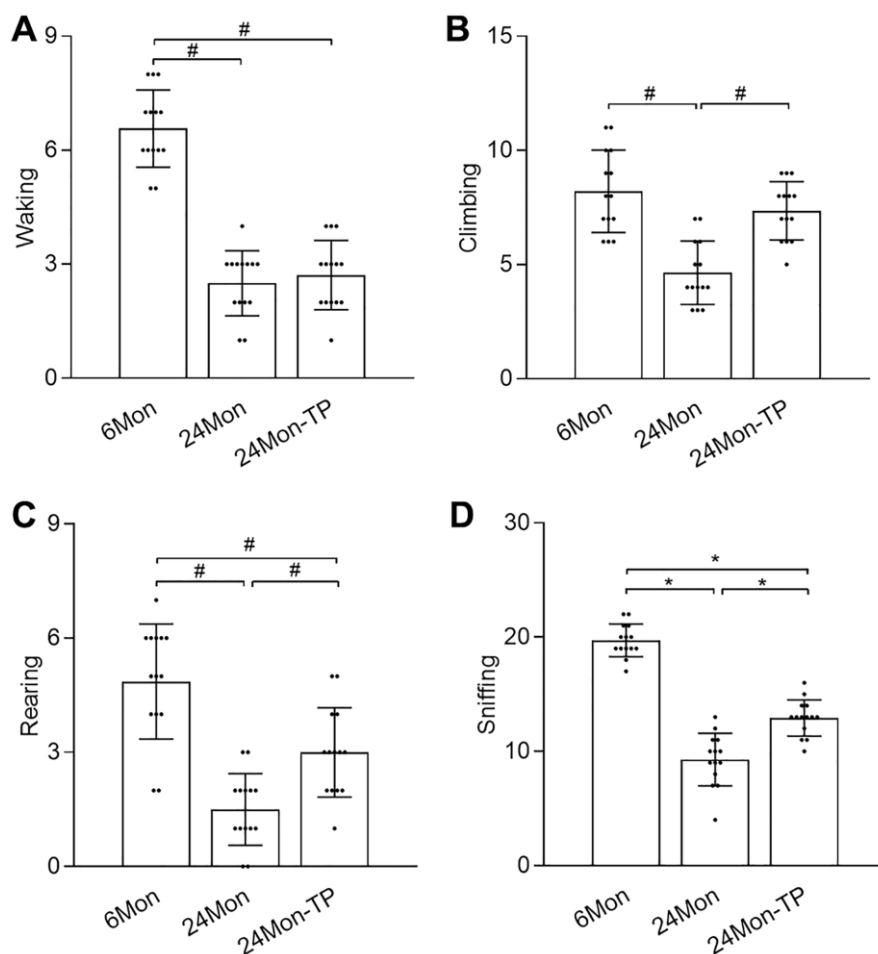 A
9
6
3
0
Waking
#
#
6Mon
24Mon
24Mon-TP
B
15
10
5
0
Climbing
#
#
6Mon
24Mon
24Mon-TP
C
9
6
3
0
Rearing
#
#
#
6Mon
24Mon
24Mon-TP
D
30
20
10
0
Sniffing
*
*
*
6Mon
24Mon
24Mon-TP